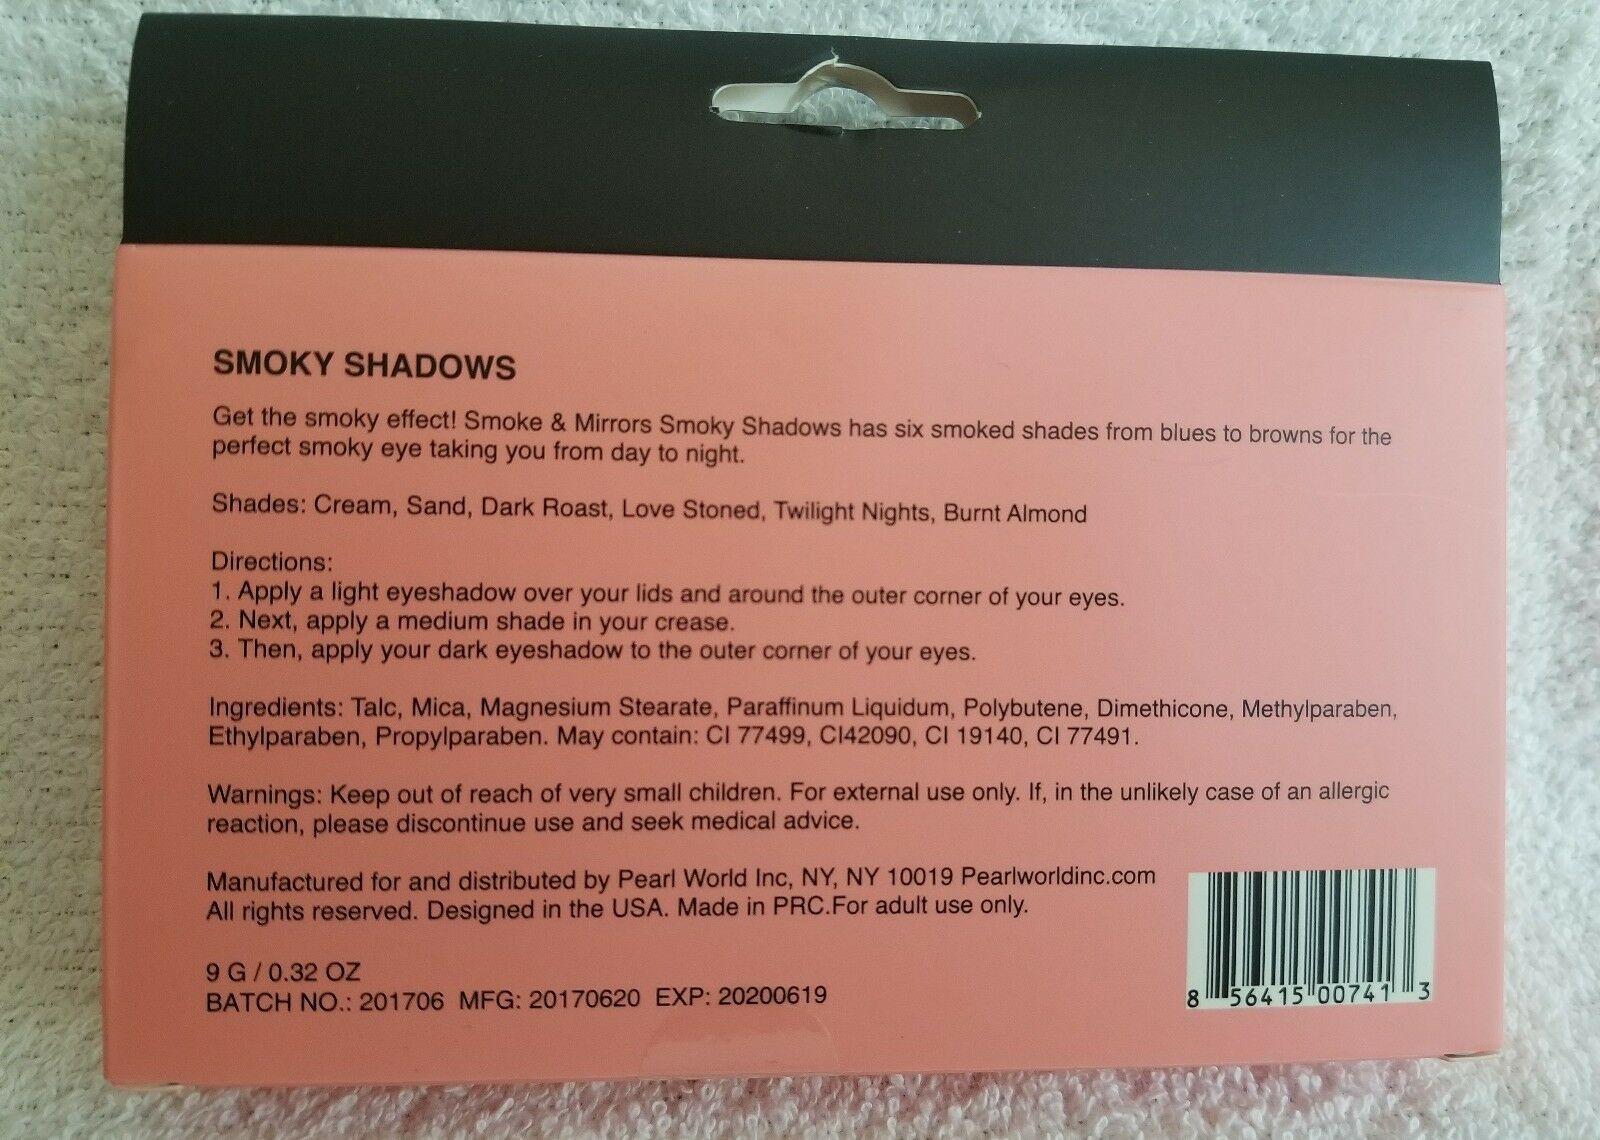 SMOKY SHADOWS
Get the smoky effect! Smoke & Mirrors Smoky Shadows has six smoked shades from blues to browns for the
perfect smoky eye taking you from day to night.
Shades: Cream, Sand, Dark Roast, Love Stoned, Twilight Nights, Burnt Almond
Directions:
1. Apply a light eyeshadow over your lids and around the outer corner of your eyes.
2. Next, apply a medium shade in your crease.
3. Then, apply your dark eyeshadow to the outer corner of your eyes.
Ingredients: Talc, Mica, Magnesium Stearate, Paraffinum Liquidum, Polybutene, Dimethicone, Methylparaben,
Ethylparaben, Propylparaben. May contain: CI 77499, CI42090, CI 19140, CI 77491.
Warnings: Keep out of reach of very small children. For external use only. If, in the unlikely case of an allergic
reaction, please discontinue use and seek medical advice.
Manufactured for and distributed by Pearl World Inc, NY, NY 10019 Pearlworldinc.com
All rights reserved. Designed in the USA. Made in PRC.For adult use only.
9 G / 0.32 OZ
BATCH NO.: 201706 MFG: 20170620 EXP: 20200619
8 56415 00741 3